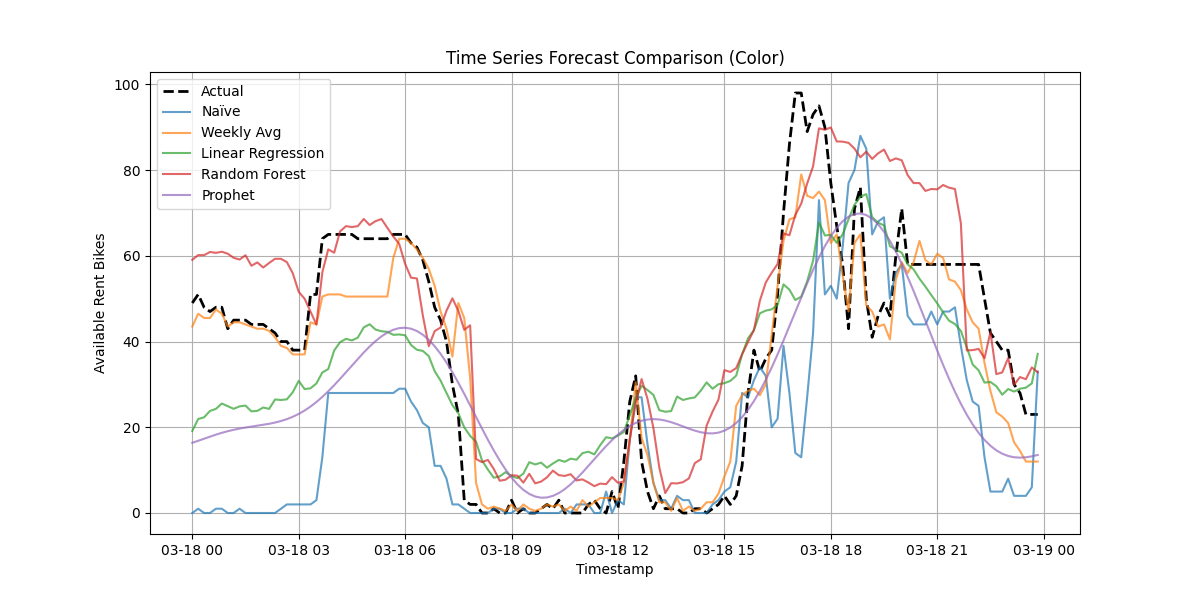 Time Series Forecast Comparison (Color)
100
80
60
40
20
0
Available Rent Bikes
Actual
Naïve
Weekly Avg
Linear Regression
Random Forest
Prophet
03-18 00
03-18 03
03-18 06
03-18 09
03-18 12
03-18 15
03-18 18
03-18 21
03-19 00
Timestamp